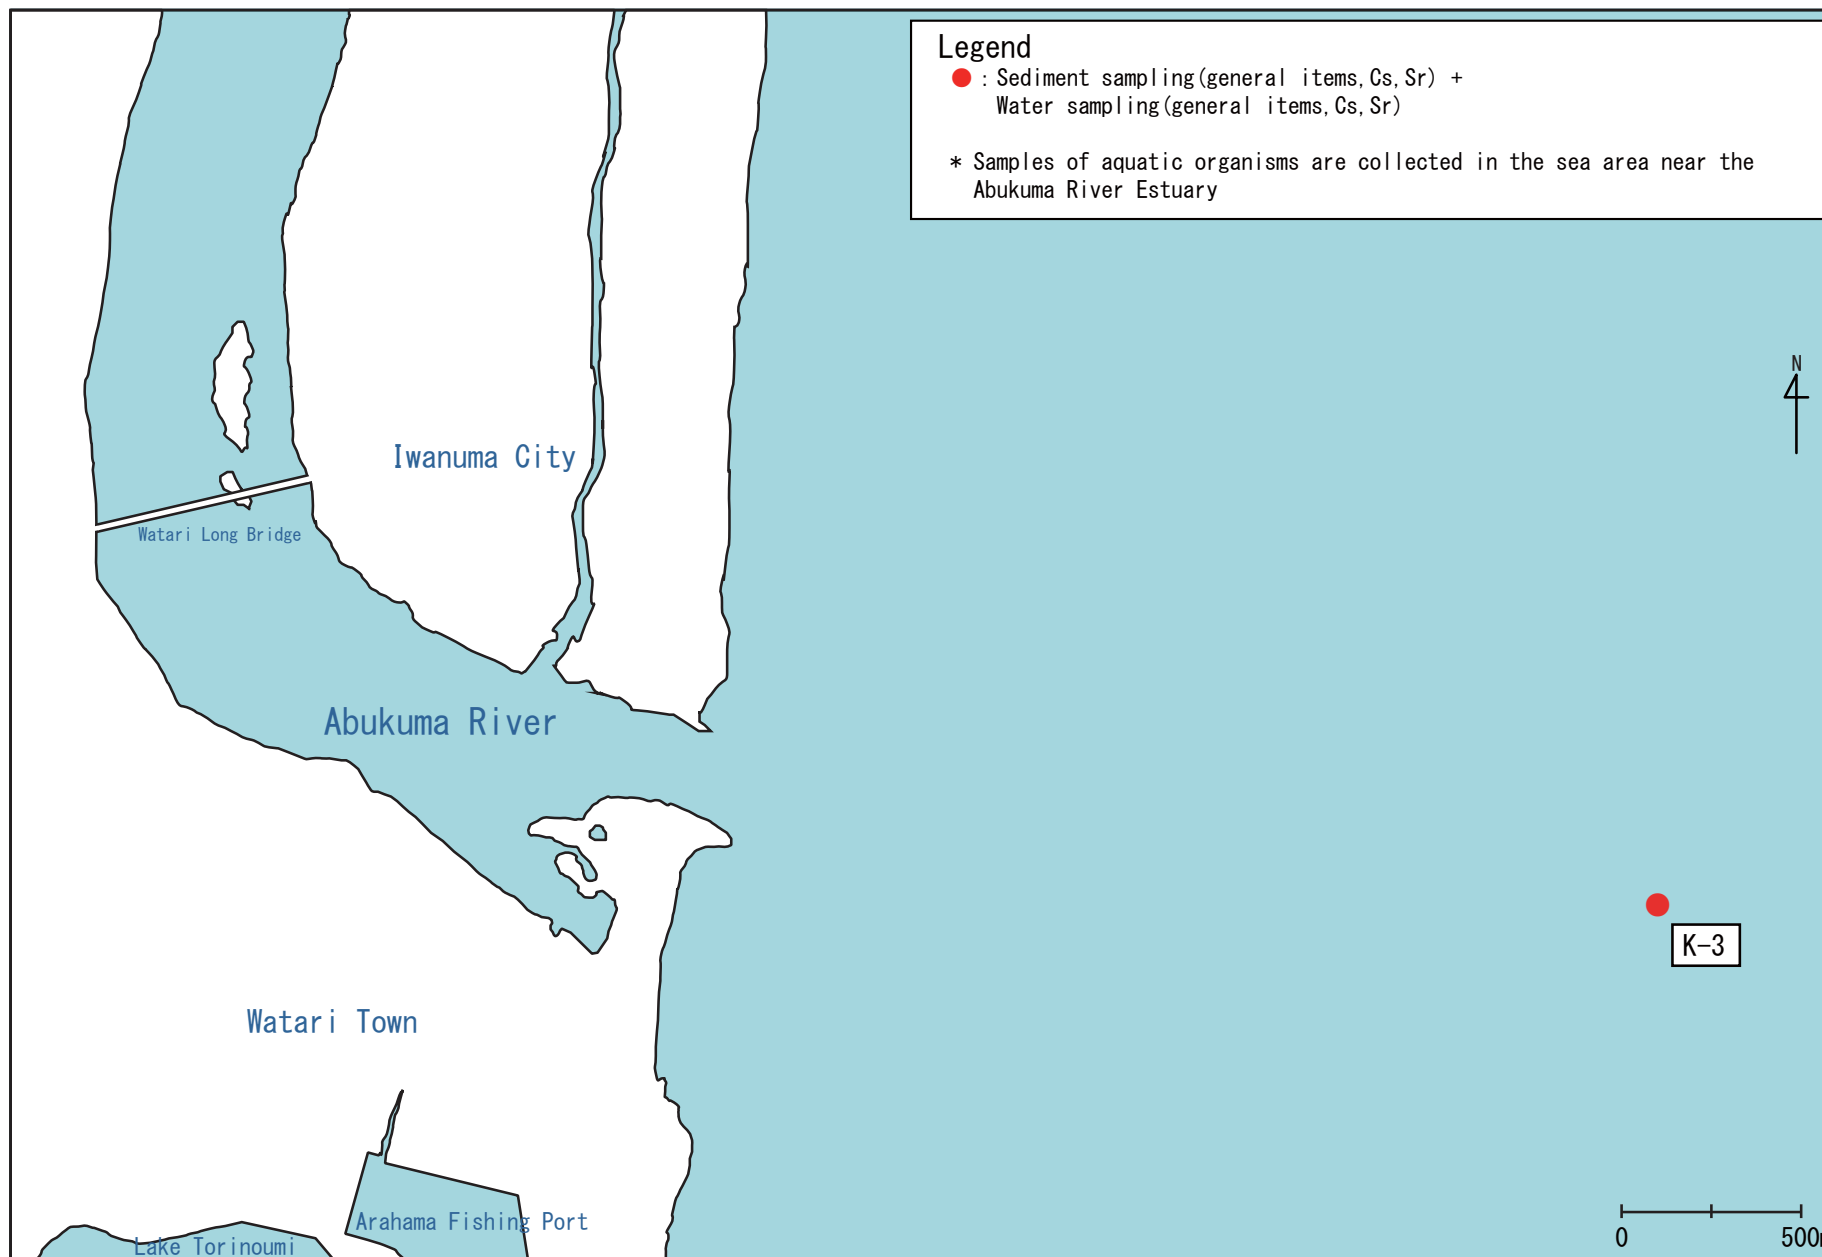 Legend
● : Sediment sampling(general items,Cs,Sr) +
Water sampling(general items,Cs,Sr)
* Samples of aquatic organisms are collected in the sea area near the
Abukuma River Estuary
N
Iwanuma City
Watari Long Bridge
Abukuma River
K-3
Watari Town
Arahama Fishing Port
Lake Torinoumi
0 500m